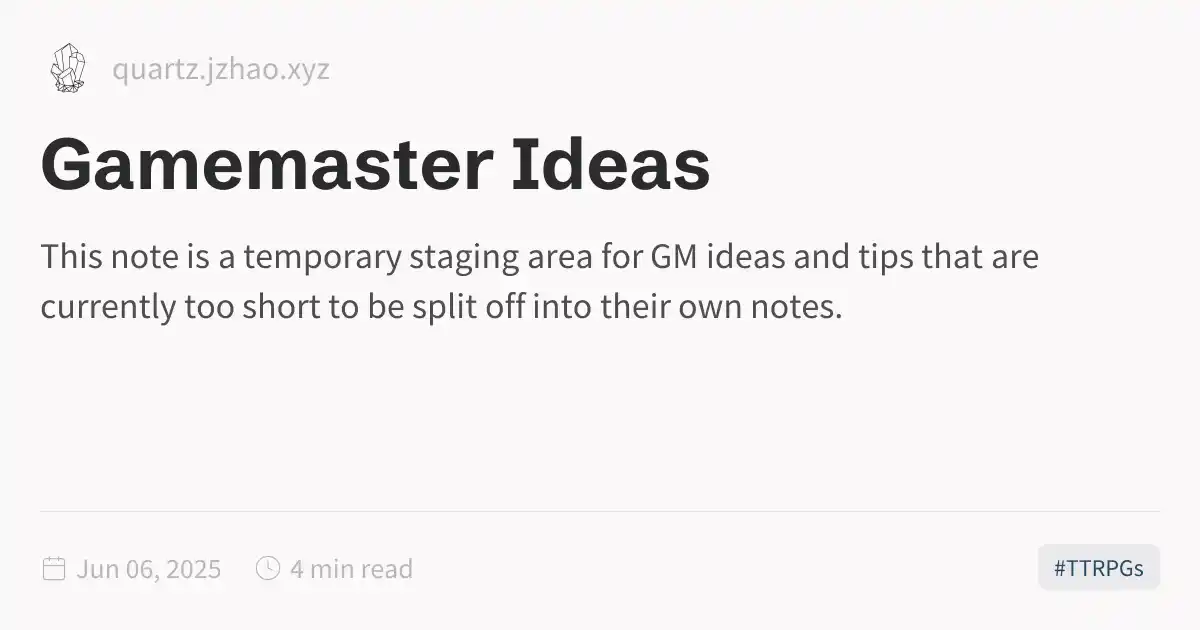 quartz.jzhao.xyz
Gamemaster Ideas
This note is a temporary staging area for GM ideas and tips that are
currently too short to be split off into their own notes.
Jun 06, 2025 4 min read #TTRPGs